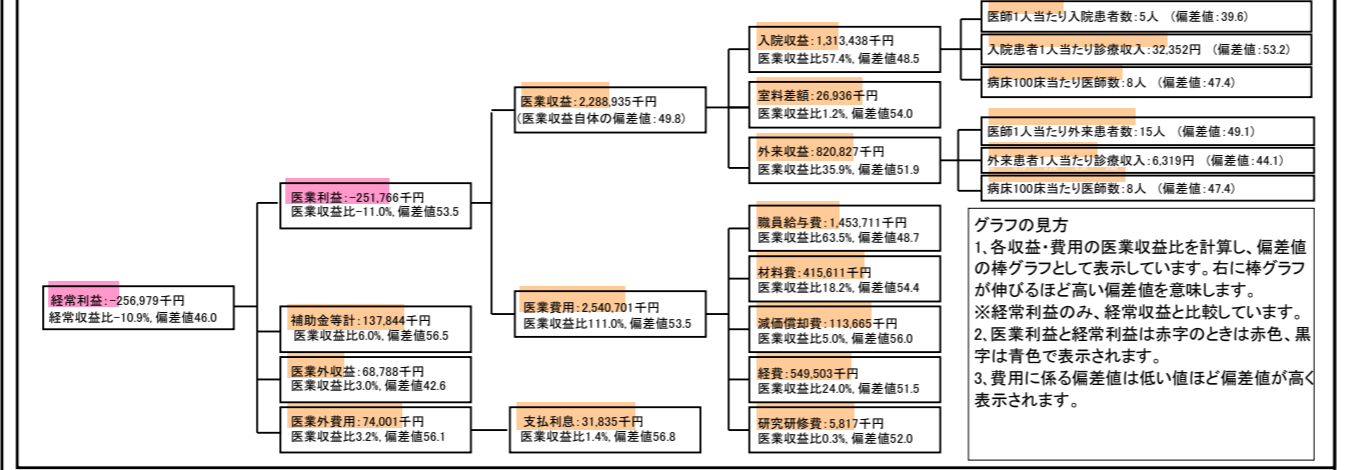 経常利益:-256,979千円
経常収益比-10.9%, 偏差値46.0
医業利益:-251,766千円
医業収益比-11.0%, 偏差値53.5
補助金等計:137,844千円
医業収益比6.0%, 偏差値56.5
医業外収益:68,788千円
医業収益比3.0%, 偏差値42.6
医業外費用:74,001千円
医業収益比3.2%, 偏差値56.1
医業収益:2,288,935千円
(医業収益自体の偏差値:49.8)
医業費用:2,540,701千円
医業収益比111.0%, 偏差値53.5
支払利息:31,835千円
医業収益比1.4%, 偏差値56.8
入院収益:1,313,438千円
医業収益比57.4%, 偏差値48.5
室料差額:26,936千円
医業収益比1.2%, 偏差値54.0
外来収益:820,827千円
医業収益比35.9%, 偏差値51.9
職員給与費:1,453,711千円
医業収益比63.5%, 偏差値48.7
材料費:415,611千円
医業収益比18.2%, 偏差値54.4
減価償却費:113,665千円
医業収益比5.0%, 偏差値56.0
経費:549,503千円
医業収益比24.0%, 偏差値51.5
研究研修費:5,817千円
医業収益比0.3%, 偏差値52.0
医師1人当たり入院患者数:5人 (偏差値:39.6)
入院患者1人当たり診療収入:32,352円 (偏差値:53.2)
病床100床当たり医師数:8人 (偏差値:47.4)
医師1人当たり外来患者数:15人 (偏差値:49.1)
外来患者1人当たり診療収入:6,319円 (偏差値:44.1)
病床100床当たり医師数:8人 (偏差値:47.4)
グラフの見方
1、各収益・費用の医業収益比を計算し、偏差値
の棒グラフとして表示しています。右に棒グラフ
が伸びるほど高い偏差値を意味します。
※経常利益のみ、経常収益と比較しています。
2、医業利益と経常利益は赤字のときは赤色、黒
字は青色で表示されます。
3、費用に係る偏差値は低い値ほど偏差値が高く
表示されます。